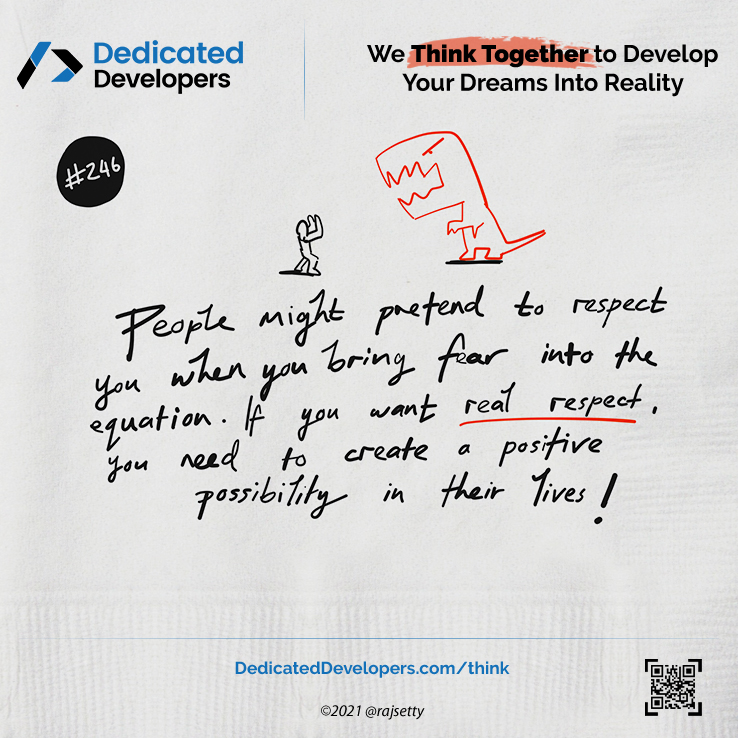 Dedicated
Developers
We Think Together to Develop
Your Dreams Into Reality
#246
People might pretend to respect
you when you bring fear into the
equation. If you want real respect,
you need to create a positive
possibility in their lives!
DedicatedDevelopers.com/think
©2021 @rajsetty